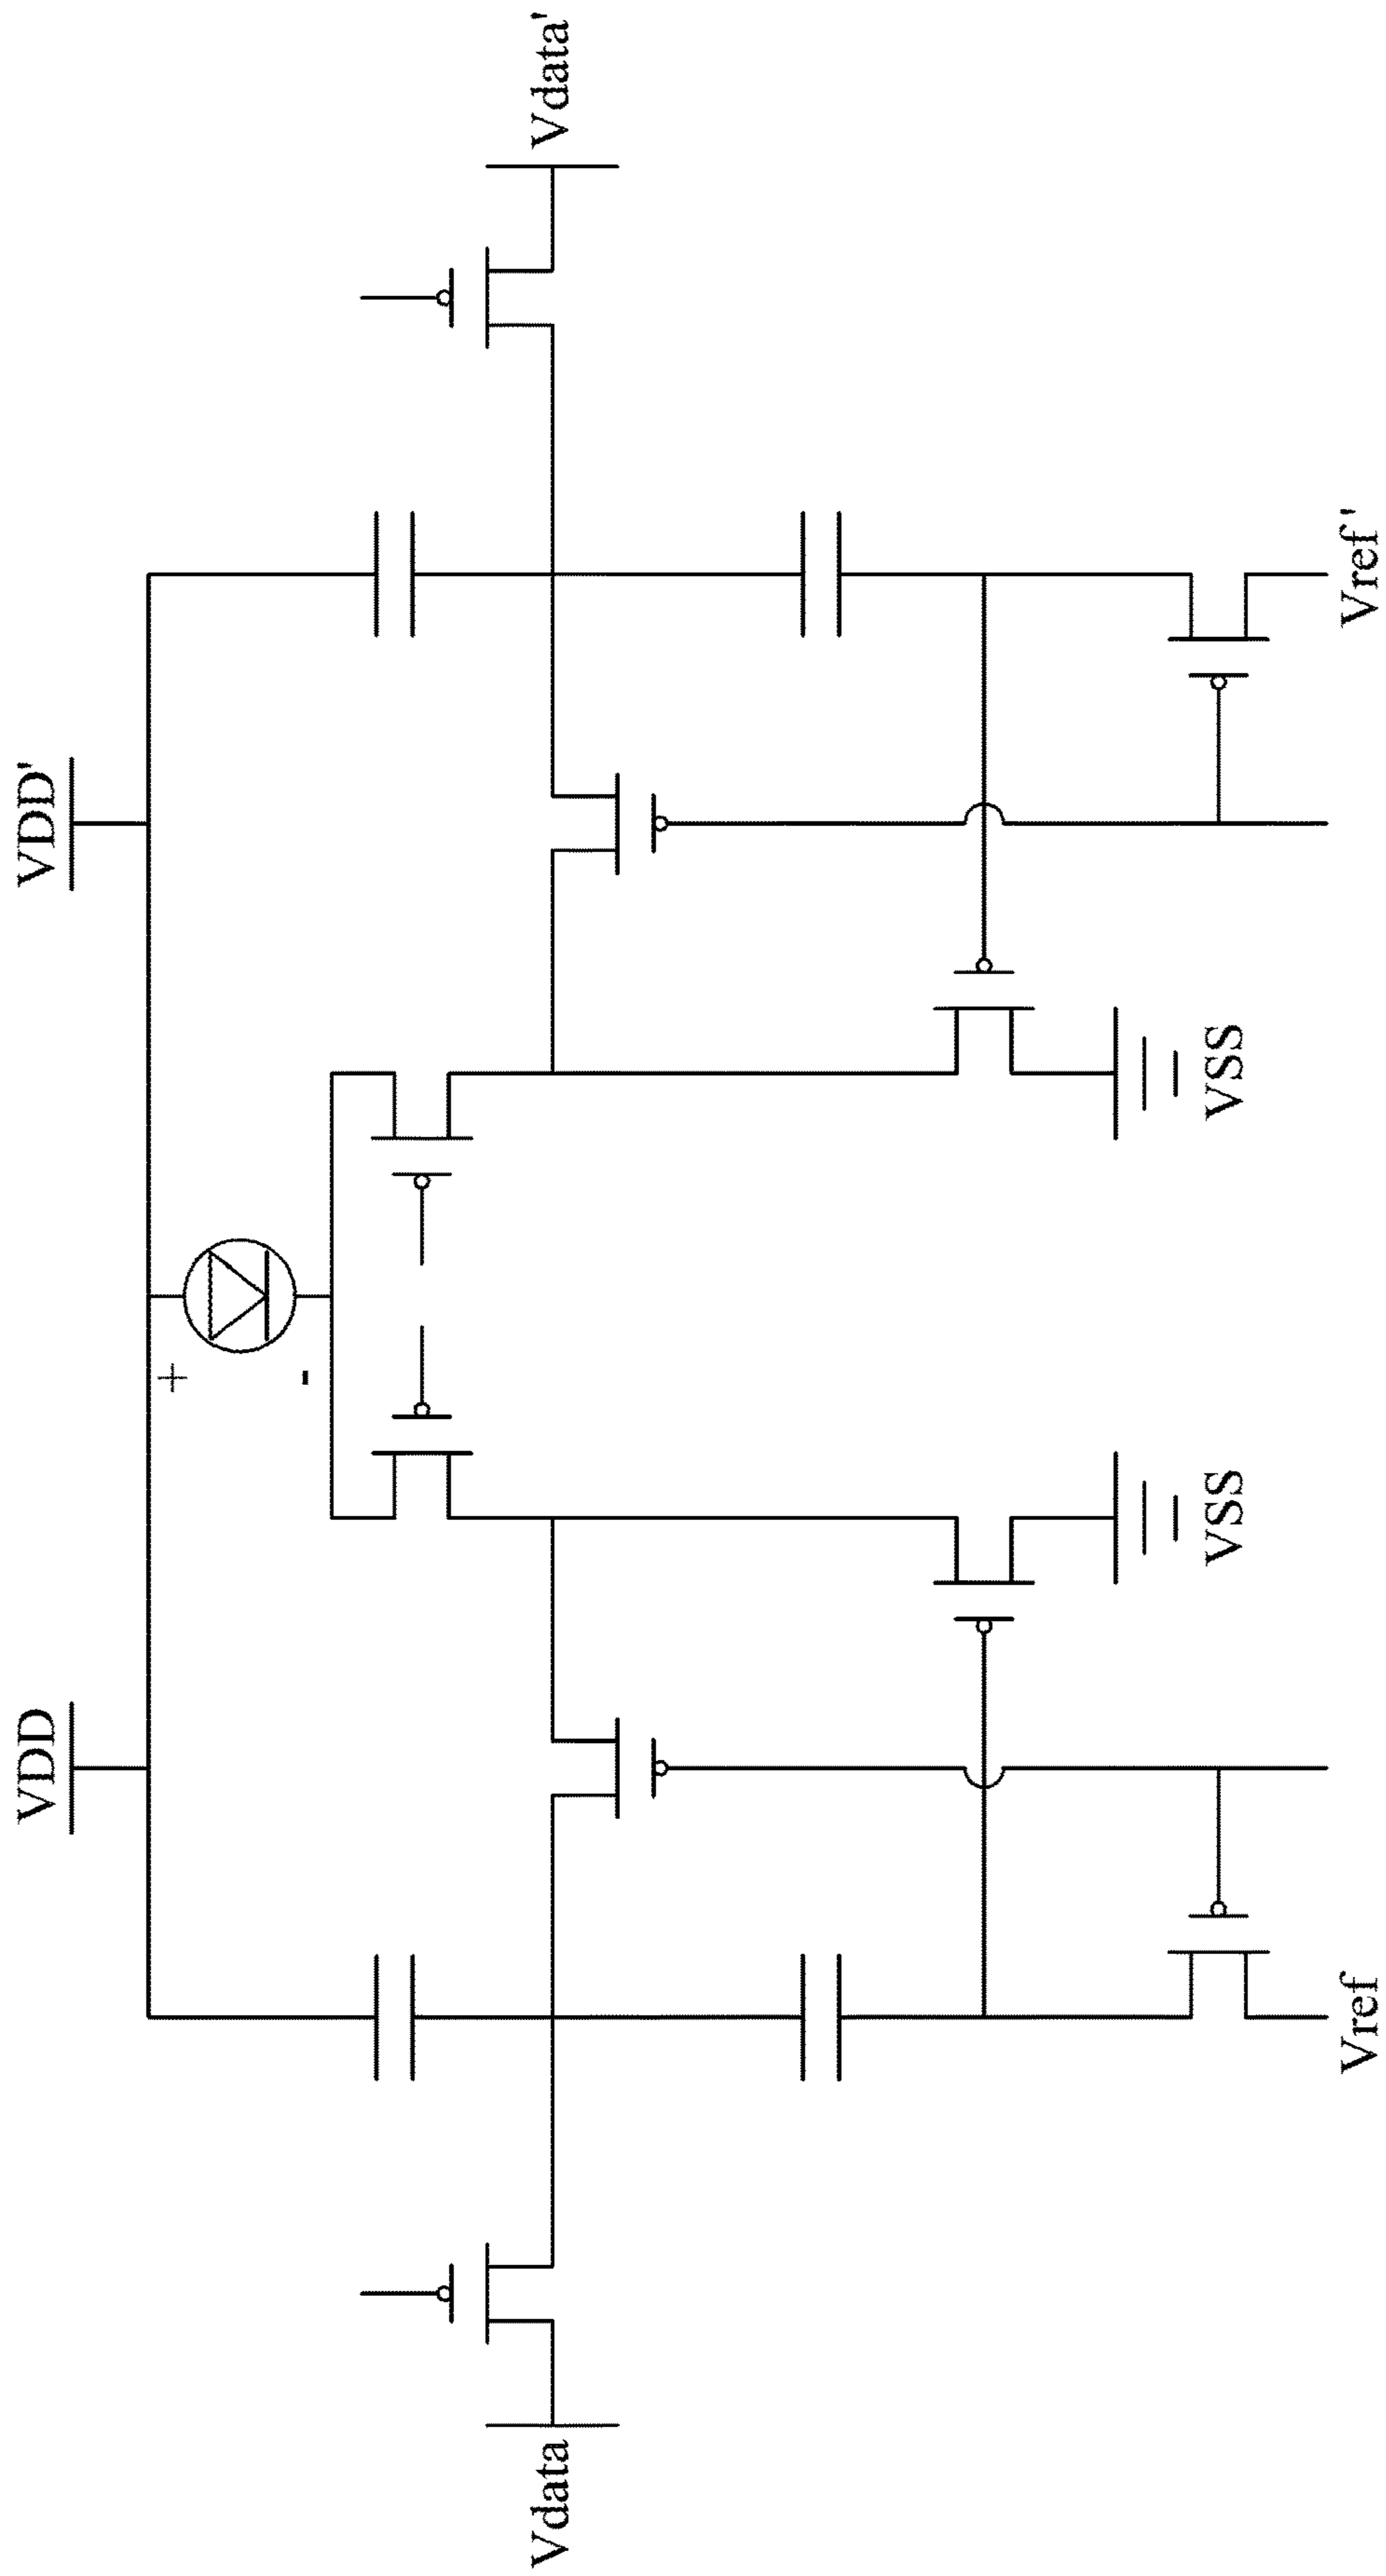 VDD
VDD'
+
-
Vdata
Vdata'
VSS
VSS
Vref
Vref'